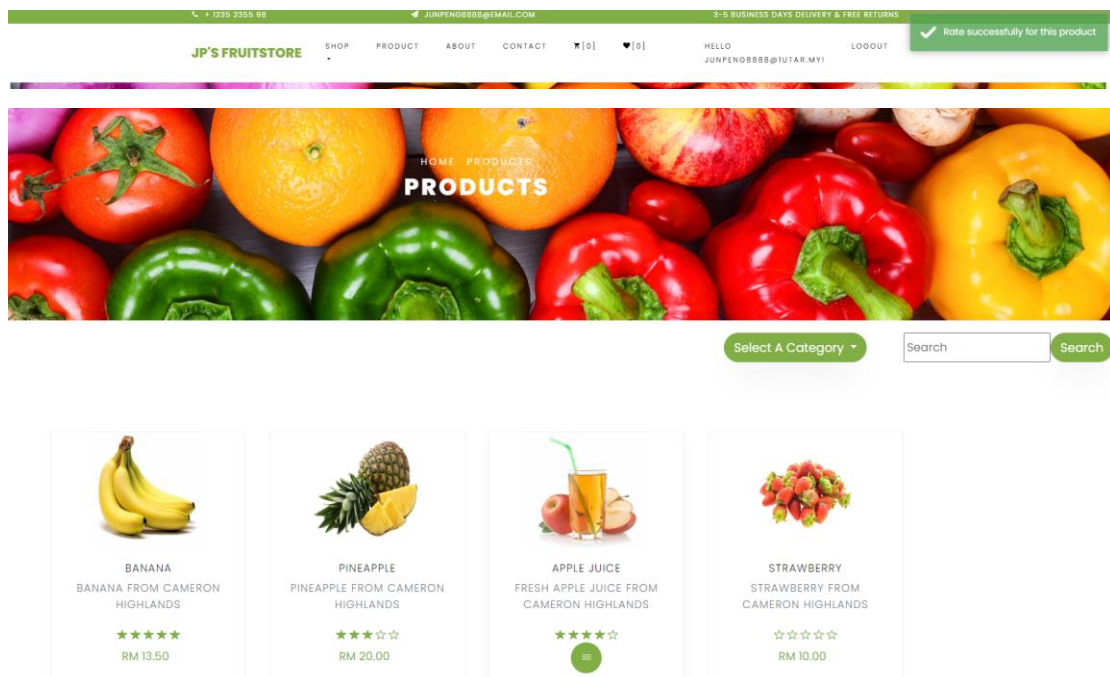 + 1235 2355 98
JUNPENG8888@EMAIL.COM
3-5 BUSINESS DAYS DELIVERY & FREE RETURNS
Rate successfully for this product
JP'S FRUITSTORE
SHOP
PRODUCT
ABOUT
CONTACT
[0]
[0]
HELLO
JUNPENG8888@1UTAR.MY!
LOGOUT
HOME PRODUCTS
PRODUCTS
Select A Category
Search
Search
BANANA
BANANA FROM CAMERON
HIGHLANDS
RM 13.50
PINEAPPLE
PINEAPPLE FROM CAMERON
HIGHLANDS
RM 20.00
APPLE JUICE
FRESH APPLE JUICE FROM
CAMERON HIGHLANDS
STRAWBERRY
STRAWBERRY FROM
CAMERON HIGHLANDS
RM 10.00